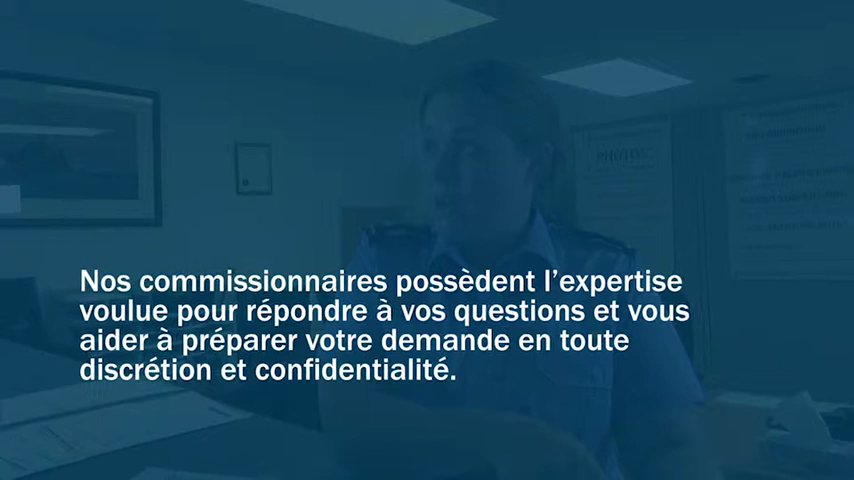 PHOTOS
Nos commissionnaires possèdent l’expertise
voulue pour répondre à vos questions et vous
aider à préparer votre demande en toute
discrétion et confidentialité.